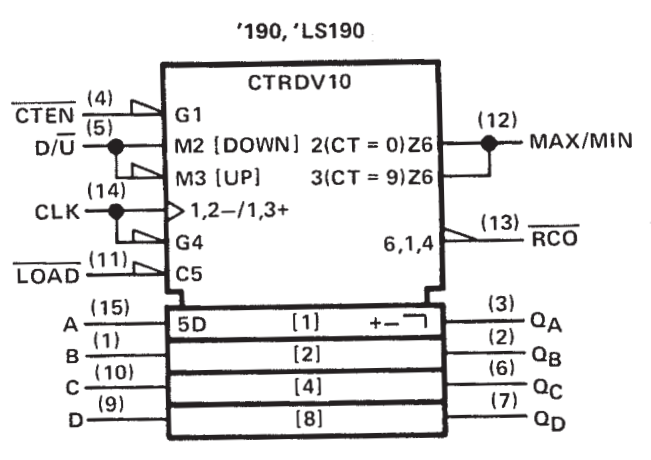 '190, 'LS190
CTRDV10
CTEN (4) G1
D/U (5) M2 [DOWN] 2(CT = 0)Z6 (12) MAX/MIN
M3 [UP] 3(CT = 9)Z6
CLK (14) 1,2−/1,3+
G4 6,1,4 (13) RCO
LOAD (11) C5
A (15) 5D [1] +− (3) QA
B (1) [2] (2) QB
C (10) [4] (6) QC
D (9) [8] (7) QD